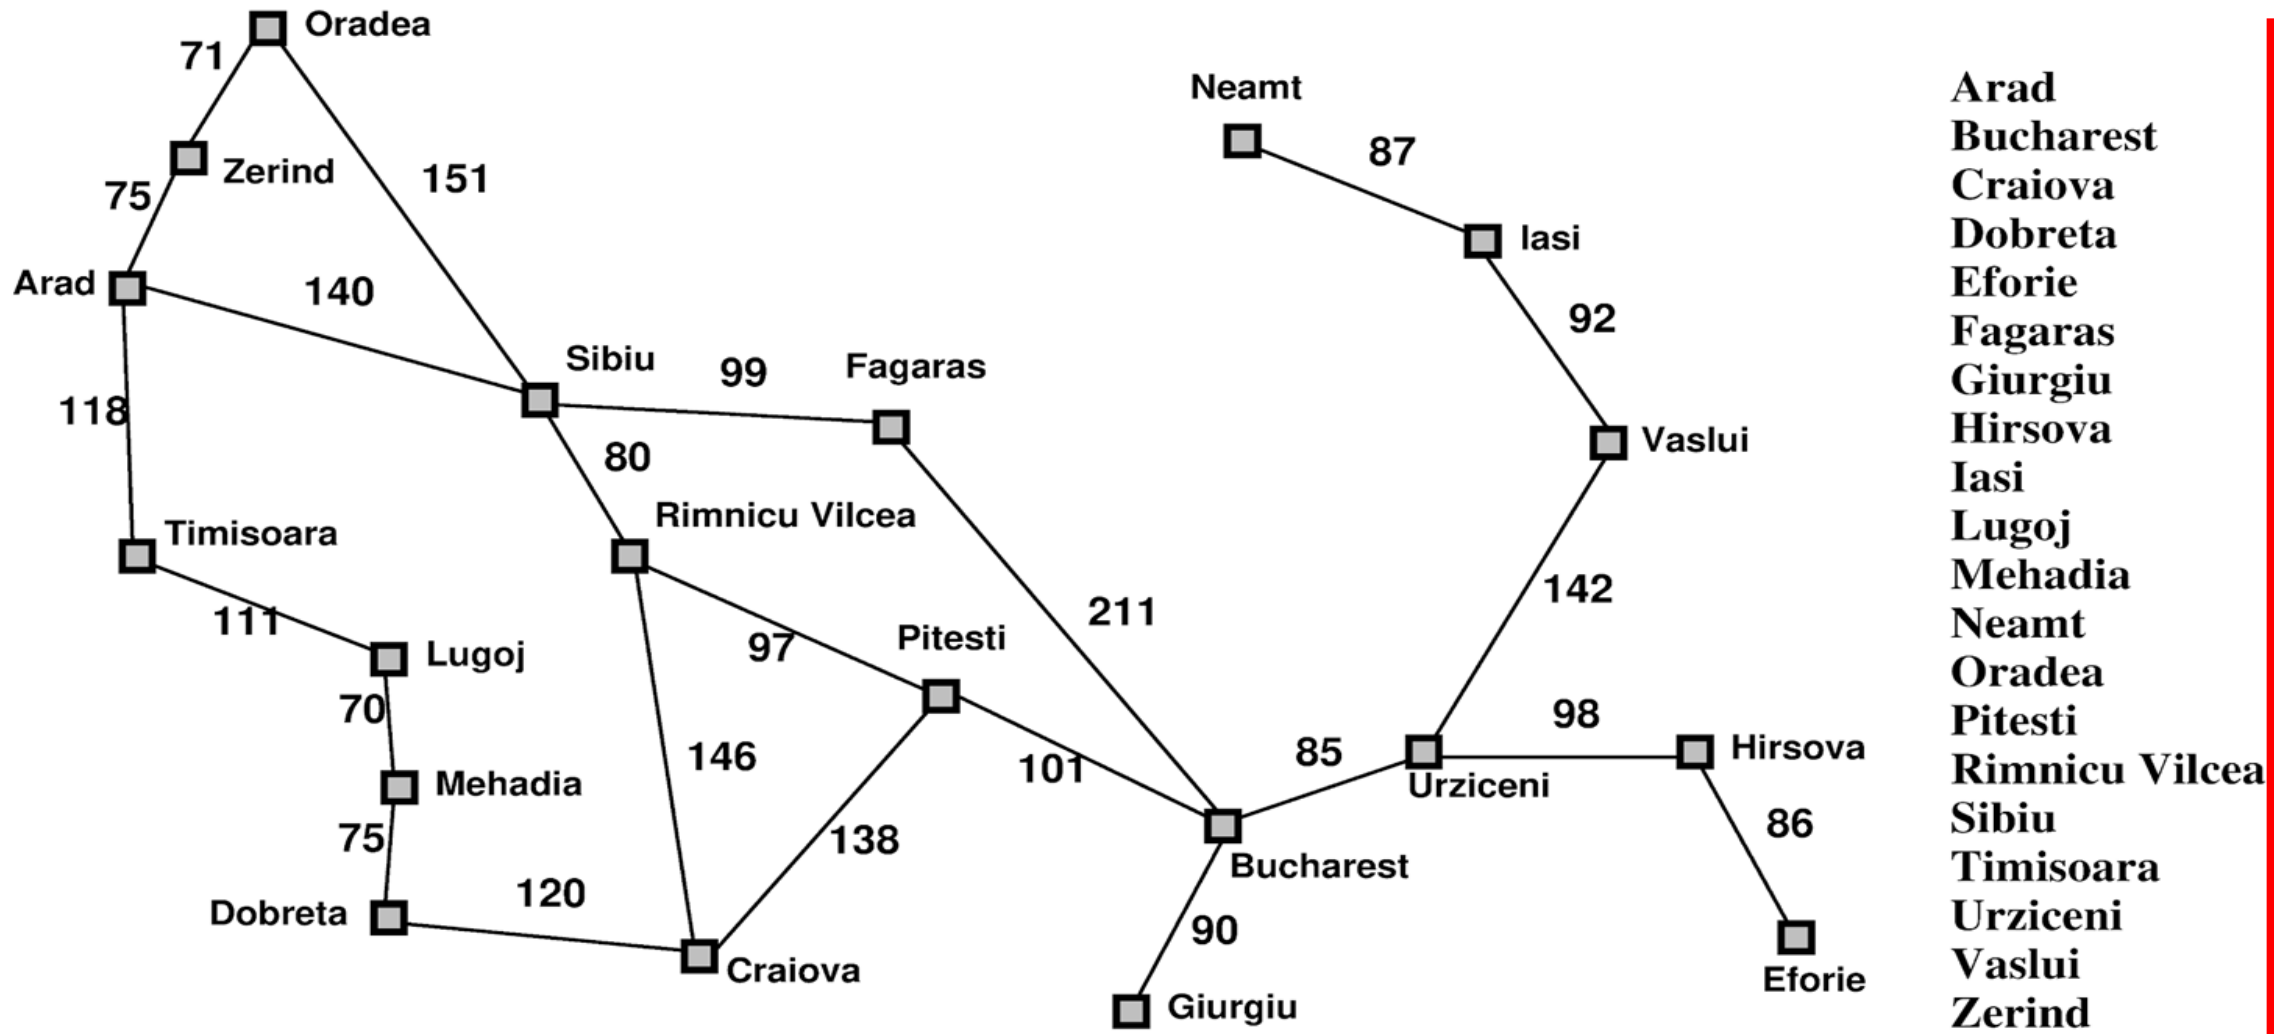 Oradea
71
Neamt
87
Zerind
151
75
Iasi
Arad
140
92
Sibiu
99
Fagaras
118
80
Vaslui
Rimnicu Vilcea
Timisoara
142
211
111
97
Pitesti
Lugoj
70
98
146
101
85
Hirsova
Urziceni
Mehadia
75
138
86
Bucharest
120
Dobreta
90
Craiova
Eforie
Giurgiu
Arad
Bucharest
Craiova
Dobreta
Eforie
Fagaras
Giurgiu
Hirsova
Iasi
Lugoj
Mehadia
Neamt
Oradea
Pitesti
Rimnicu Vilcea
Sibiu
Timisoara
Urziceni
Vaslui
Zerind